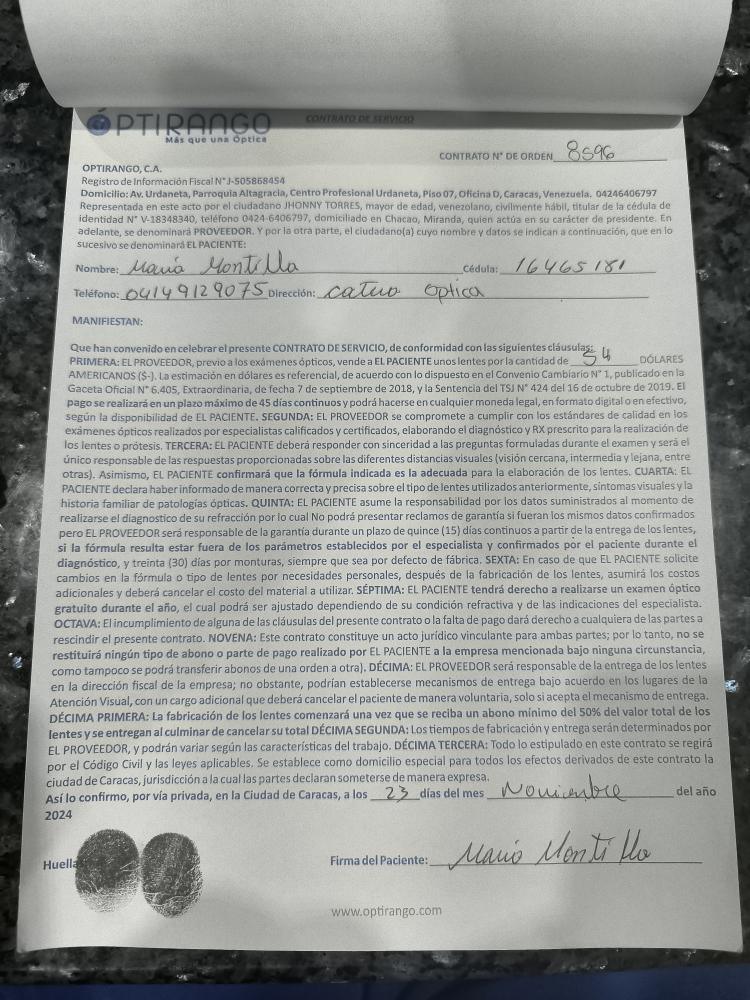 ÓPTIRANGO
Más que una Óptica
CONTRATO DE SERVICIO
CONTRATO N° DE ORDEN 8596
OPTIRANGO, C.A.
Registro de Información Fiscal N°J-505868454
Domicilio: Av. Urdaneta, Parroquia Altagracia, Centro Profesional Urdaneta, Piso 07, Oficina D, Caracas, Venezuela. 04246406797
Representada en este acto por el ciudadano JHONNY TORRES, mayor de edad, venezolano, civilmente hábil, titular de la cédula de
identidad N° V-18348340, teléfono 0424-6406797, domiciliado en Chacao, Miranda, quien actúa en su carácter de presidente. En
adelante, se denominará PROVEEDOR. Y por la otra parte, el ciudadano(a) cuyo nombre y datos se indican a continuación, que en lo
sucesivo se denominará EL PACIENTE:
Nombre: María Montilla Cédula: 16465181
Teléfono: 04149129075 Dirección: Óptica
MANIFIESTAN:
Que han convenido en celebrar el presente CONTRATO DE SERVICIO, de conformidad con las siguientes cláusulas:
PRIMERA: EL PROVEEDOR, previo a los exámenes ópticos, vende a EL PACIENTE unos lentes por la cantidad de 54 DÓLARES
AMERICANOS ($-). La estimación en dólares es referencial, de acuerdo con lo dispuesto en el Convenio Cambiario N° 1, publicado en la
Gaceta Oficial N° 6.405, Extraordinaria, de fecha 7 de septiembre de 2018, y la Sentencia del TSJ N° 424 del 16 de octubre de 2019. El
pago se realizará en un plazo máximo de 45 días continuos y podrá hacerse en cualquier moneda legal, en formato digital o en efectivo,
según la disponibilidad de EL PACIENTE. SEGUNDA: EL PROVEEDOR se compromete a cumplir con los estándares de calidad en los
exámenes ópticos realizados por especialistas calificados y certificados, elaborando el diagnóstico y RX prescrito para la realización de
los lentes o prótesis. TERCERA: EL PACIENTE deberá responder con sinceridad a las preguntas formuladas durante el examen y será el
único responsable de las respuestas proporcionadas sobre las diferentes distancias visuales (visión cercana, intermedia y lejana, entre
otras). Asimismo, EL PACIENTE confirmará que la fórmula indicada es la adecuada para la elaboración de los lentes. CUARTA: EL
PACIENTE declara haber informado de manera correcta y precisa sobre el tipo de lentes utilizados anteriormente, síntomas visuales y la
historia familiar de patologías ópticas. QUINTA: EL PACIENTE asume la responsabilidad por los datos suministrados al momento de
realizarse el diagnostico de su refracción por lo cual No podrá presentar reclamos de garantía si fueran los mismos datos confirmados
pero EL PROVEEDOR será responsable de la garantía durante un plazo de quince (15) días continuos a partir de la entrega de los lentes,
si la fórmula resulta estar fuera de los parámetros establecidos por el especialista y confirmados por el paciente durante el
diagnóstico, y treinta (30) días por monturas, siempre que sea por defecto de fábrica. SEXTA: En caso de que EL PACIENTE solicite
cambios en la fórmula o tipo de lentes por necesidades personales, después de la fabricación de los lentes, asumirá los costos
adicionales y deberá cancelar el costo del material a utilizar. SÉPTIMA: EL PACIENTE tendrá derecho a realizarse un examen óptico
gratuito durante el año, el cual podrá ser ajustado dependiendo de su condición refractiva y de las indicaciones del especialista.
OCTAVA: El incumplimiento de alguna de las cláusulas del presente contrato o la falta de pago dará derecho a cualquiera de las partes a
rescindir el presente contrato. NOVENA: Este contrato constituye un acto jurídico vinculante para ambas partes; por lo tanto, no se
restituirá ningún tipo de abono o parte de pago realizado por EL PACIENTE a la empresa mencionada bajo ninguna circunstancia,
como tampoco se podrá transferir abonos de una orden a otra). DÉCIMA: EL PROVEEDOR será responsable de la entrega de los lentes
en la dirección fiscal de la empresa; no obstante, podrían establecerse mecanismos de entrega bajo acuerdo en los lugares de la
Atención Visual, con un cargo adicional que deberá cancelar el paciente de manera voluntaria, solo si acepta el mecanismo de entrega.
DÉCIMA PRIMERA: La fabricación de los lentes comenzará una vez que se reciba un abono mínimo del 50% del valor total de los
lentes y se entregan al culminar de cancelar su total DÉCIMA SEGUNDA: Los tiempos de fabricación y entrega serán determinados por
EL PROVEEDOR, y podrán variar según las características del trabajo. DÉCIMA TERCERA: Todo lo estipulado en este contrato se regirá
por el Código Civil y las leyes aplicables. Se establece como domicilio especial para todos los efectos derivados de este contrato la
ciudad de Caracas, jurisdicción a la cual las partes declaran someterse de manera expresa.
Así lo confirmo, por vía privada, en la Ciudad de Caracas, a los 23 días del mes Noviembre del año
2024
Huella
Firma del Paciente: María Montilla
www.optirango.com